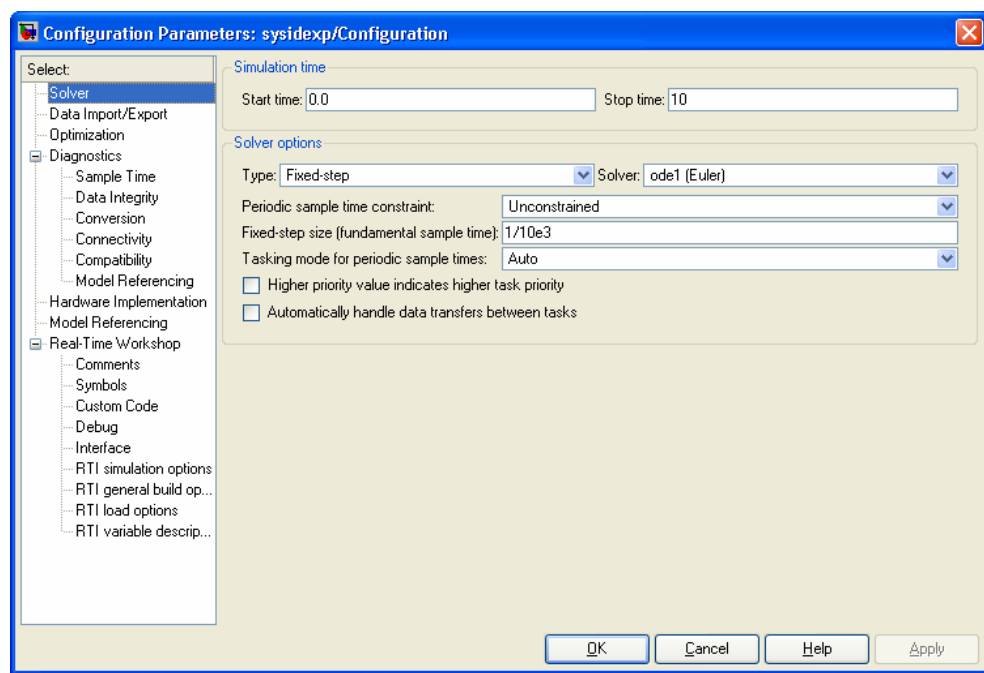 Configuration Parameters: sysidexp/Configuration
Select:
Solver
Data Import/Export
Optimization
Diagnostics
Sample Time
Data Integrity
Conversion
Connectivity
Compatibility
Model Referencing
Hardware Implementation
Model Referencing
Real-Time Workshop
Comments
Symbols
Custom Code
Debug
Interface
RTI simulation options
RTI general build op...
RTI load options
RTI variable descrip...
Simulation time
Start time: 0.0 Stop time: 10
Solver options
Type: Fixed-step Solver: ode1 (Euler)
Periodic sample time constraint: Unconstrained
Fixed-step size (fundamental sample time): 1/10e3
Tasking mode for periodic sample times: Auto
Higher priority value indicates higher task priority
Automatically handle data transfers between tasks
OK Cancel Help Apply